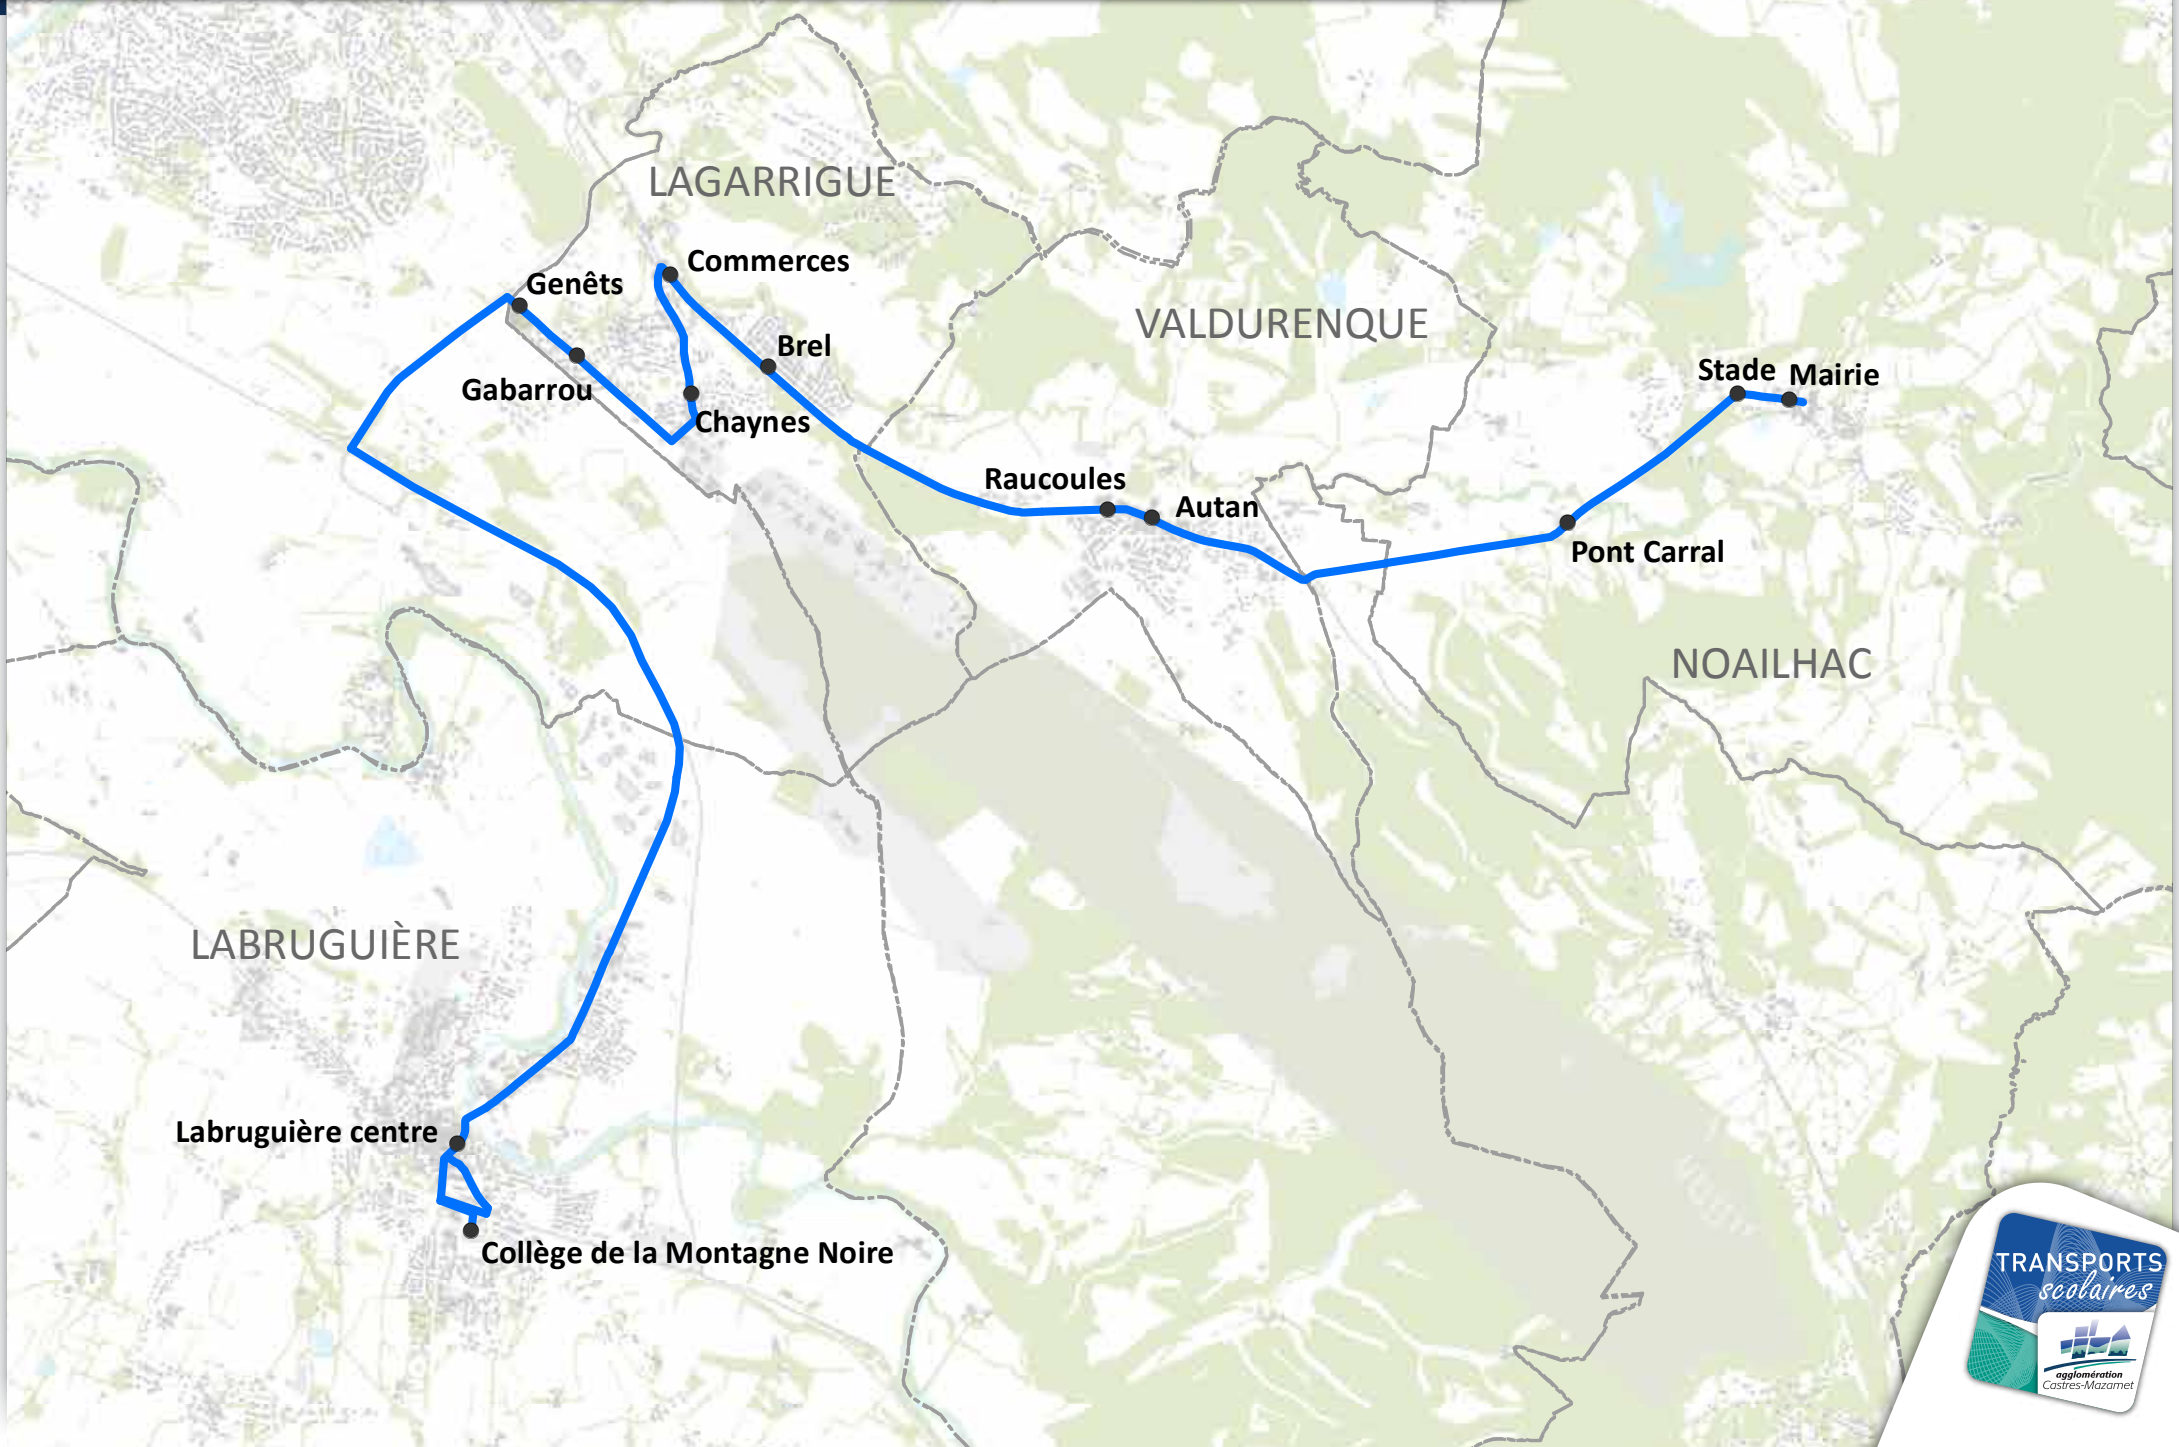 LAGARRIGUE
Commerces
Genêts
VALDURENQUE
Brel
Stade
Mairie
Gabarrou
Chaynes
Raucoules
Autan
Pont Carral
NOAILHAC
LABRUGUIÈRE
Labruguière centre
Collège de la Montagne Noire
TRANSPORTS
scolaires
agglomération
Castres-Mazamet